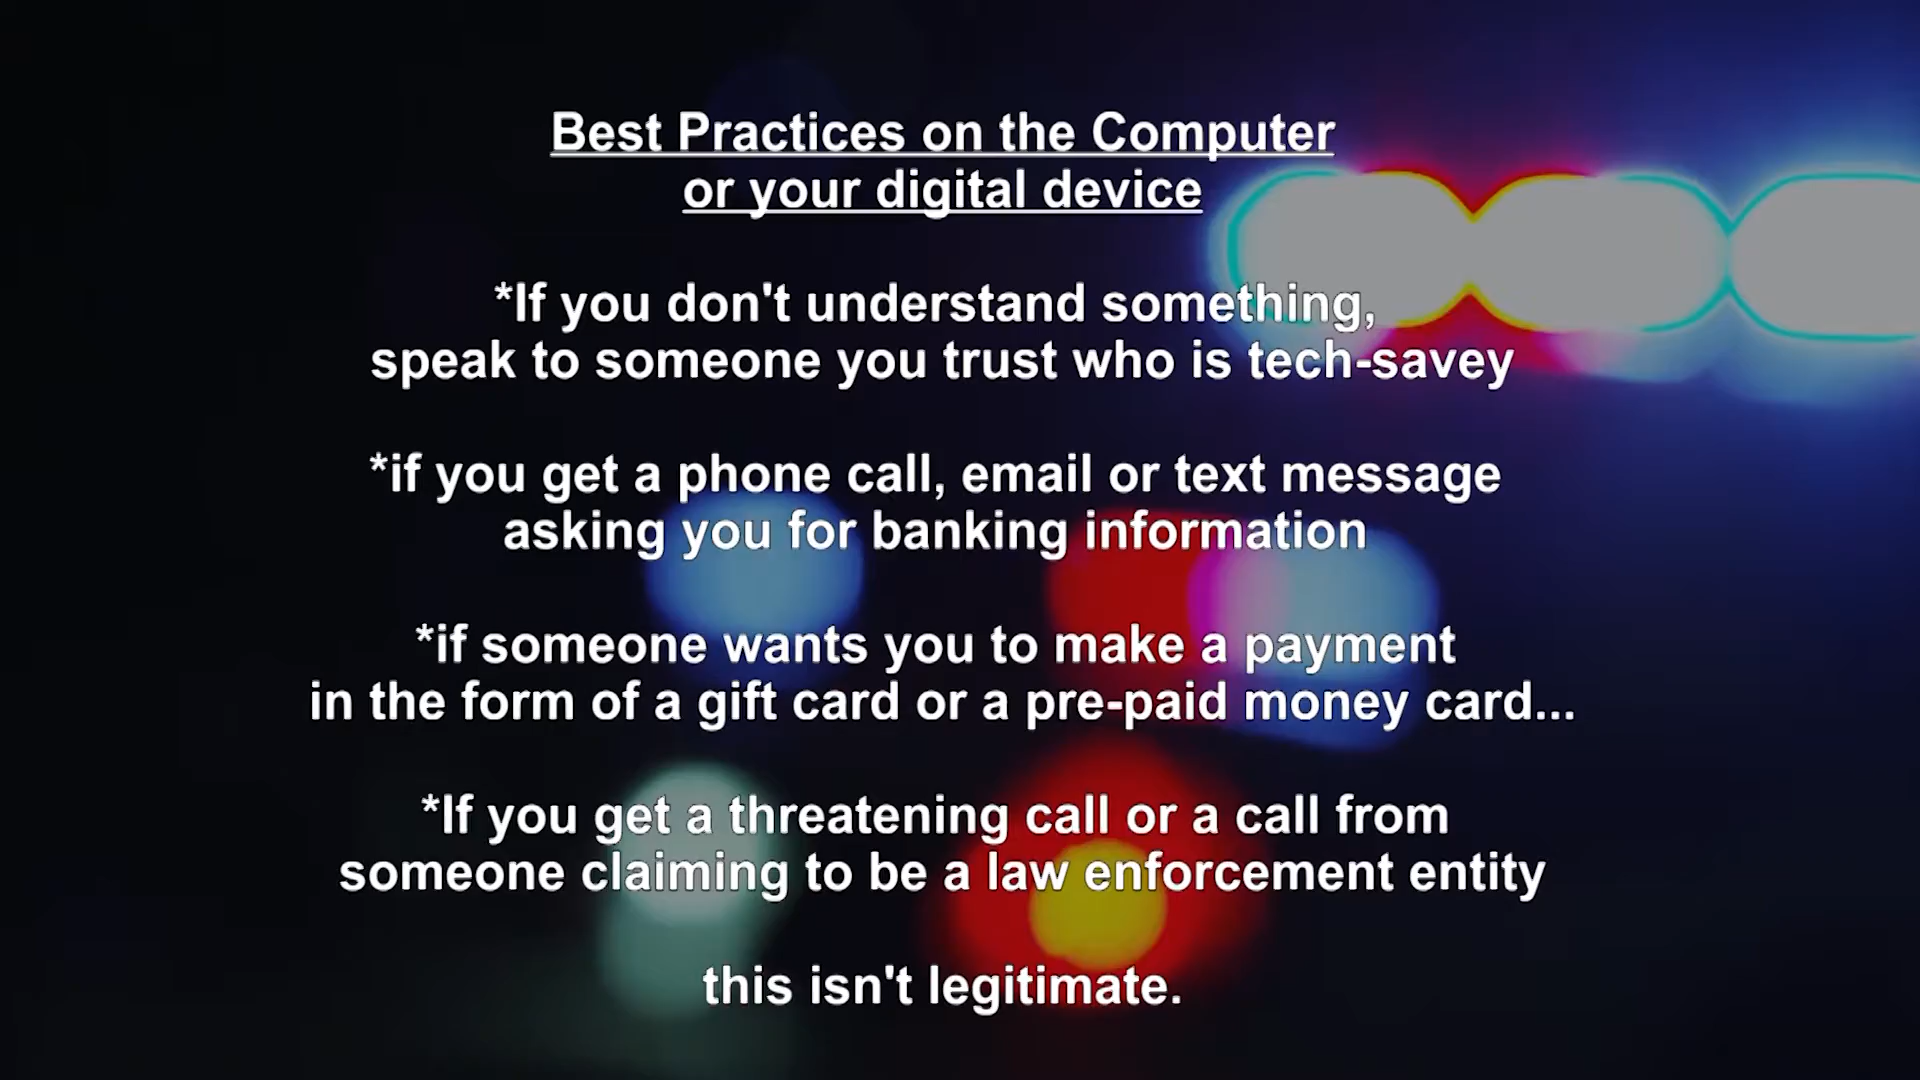 Best Practices on the Computer
or your digital device
*If you don't understand something,
speak to someone you trust who is tech-savey
*if you get a phone call, email or text message
asking you for banking information
*if someone wants you to make a payment
in the form of a gift card or a pre-paid money card...
*If you get a threatening call or a call from
someone claiming to be a law enforcement entity
this isn't legitimate.